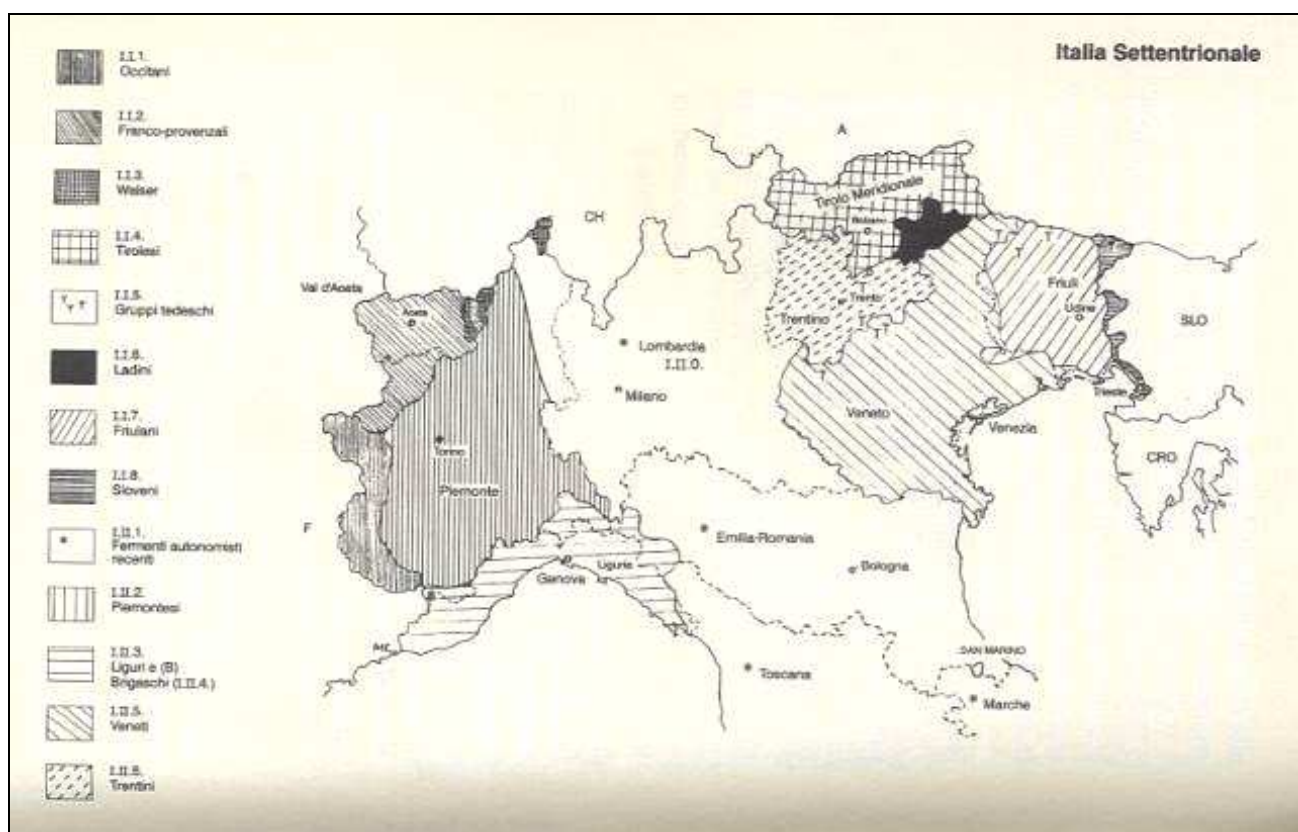 Italia Settentrionale
I.I.1.
Occitani
I.I.2.
Franco-provenzali
I.I.3.
Walser
I.I.4.
Tirolesi
I.I.5.
Gruppi tedeschi
I.I.6.
Ladini
I.I.7.
Friulani
I.I.8.
Sloveni
I.II.1.
Fermenti autonomisti
recenti
I.II.2.
Piemontesi
I.II.3.
Liguri e (B)
Brigaschi (I.II.4.)
I.II.5.
Veneti
Trentini
A
CH
Tirolo Meridionale
Bolzano
Val d'Aosta
Aosta
Friuli
Udine
SLO
Trento
Trentino
Lombardia
I.II.0.
Milano
Trieste
Veneto
Venezia
Torino
Piemonte
CRO
F
Emilia-Romania
Bologna
Liguria
Genova
B
SAN MARINO
Toscana
Marche
T T T
T
T T
T